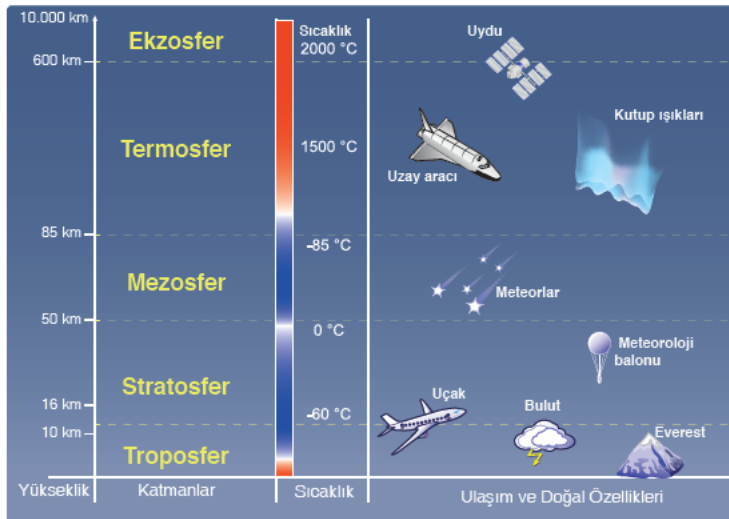 10.000 km
Ekzosfer
Sıcaklık
2000 °C
Uydu
600 km
Termosfer
1500 °C
Uzay aracı
Kutup ışıkları
85 km
-85 °C
Mezosfer
Meteorlar
50 km
0 °C
Meteoroloji
balonu
Stratosfer
16 km
-60 °C
Uçak
Bulut
10 km
Everest
Troposfer
Yükseklik
Katmanlar
Sıcaklık
Ulaşım ve Doğal Özellikleri